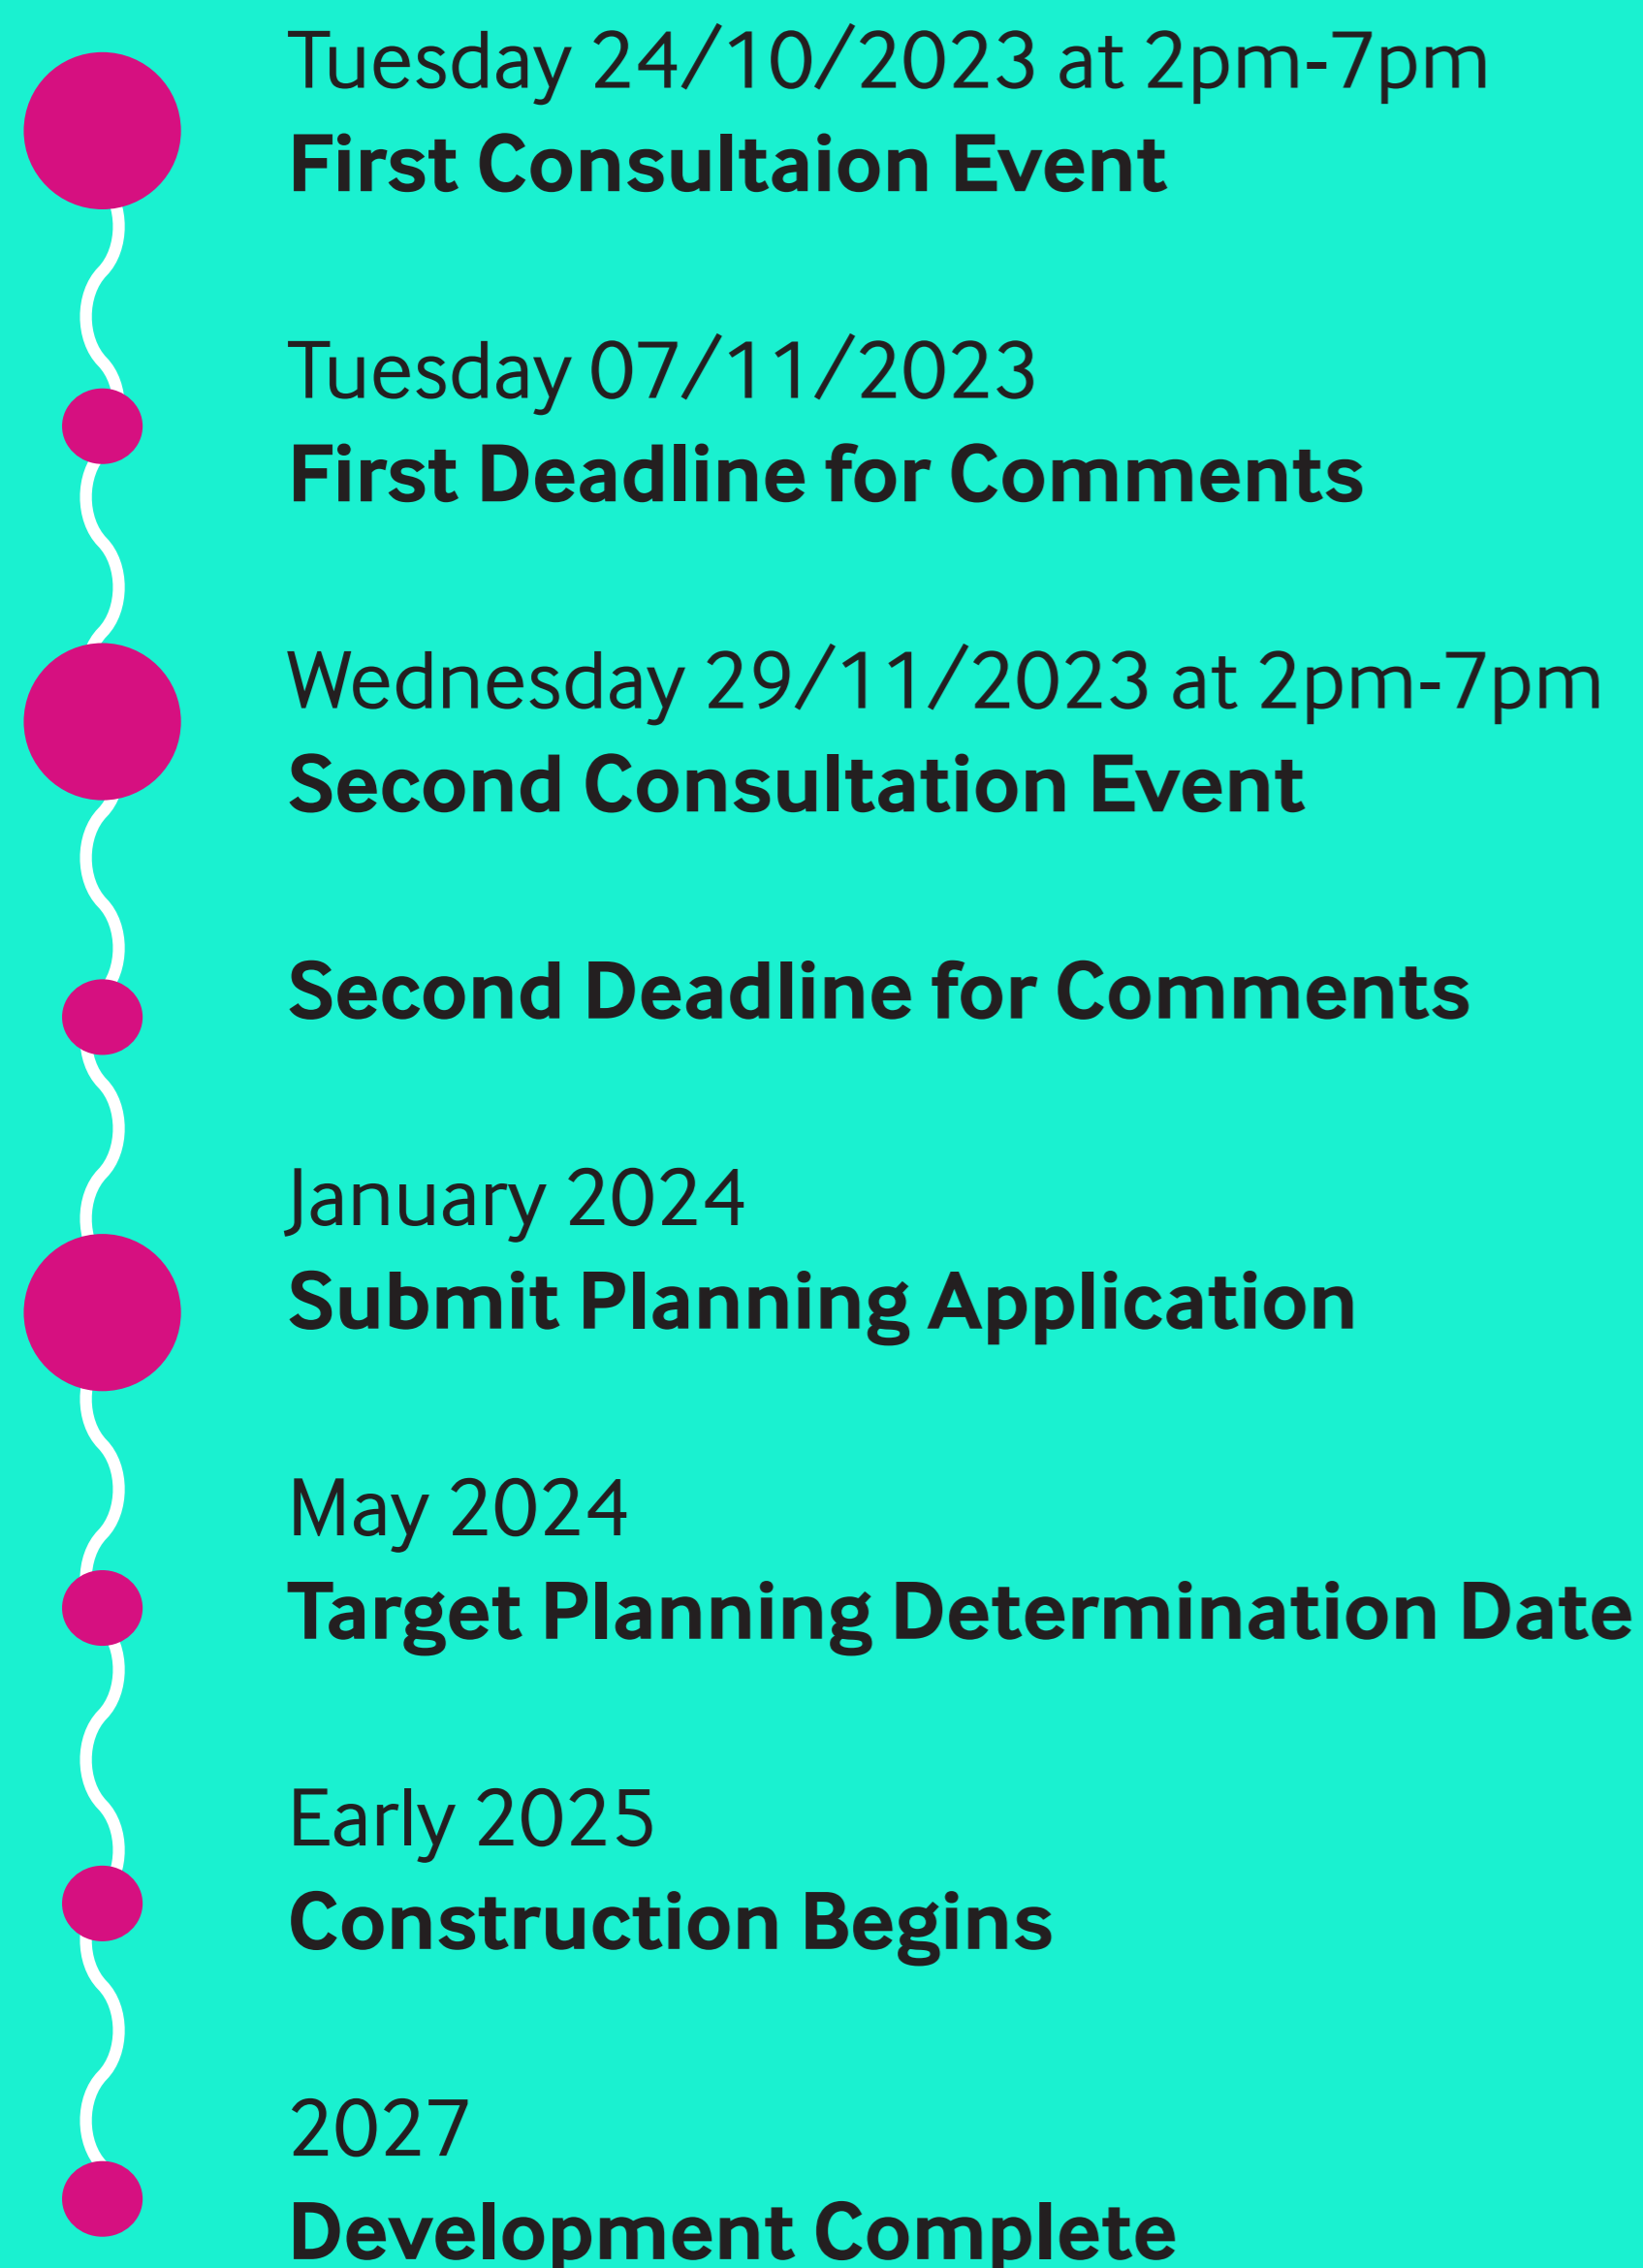 Tuesday 24/10/2023 at 2pm-7pm
First Consultaion Event
Tuesday 07/11/2023
First Deadline for Comments
Wednesday 29/11/2023 at 2pm-7pm
Second Consultation Event
Second Deadline for Comments
January 2024
Submit Planning Application
May 2024
Target Planning Determination Date
Early 2025
Construction Begins
2027
Development Complete